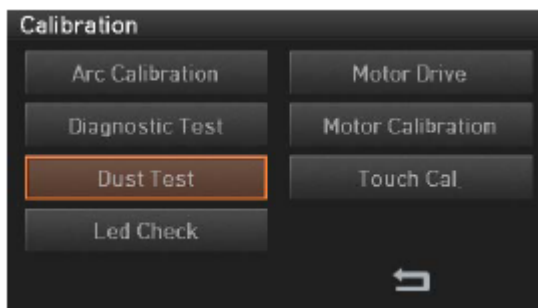 Calibration
Arc Calibration
Motor Drive
Diagnostic Test
Motor Calibration
Dust Test
Touch Cal.
Led Check